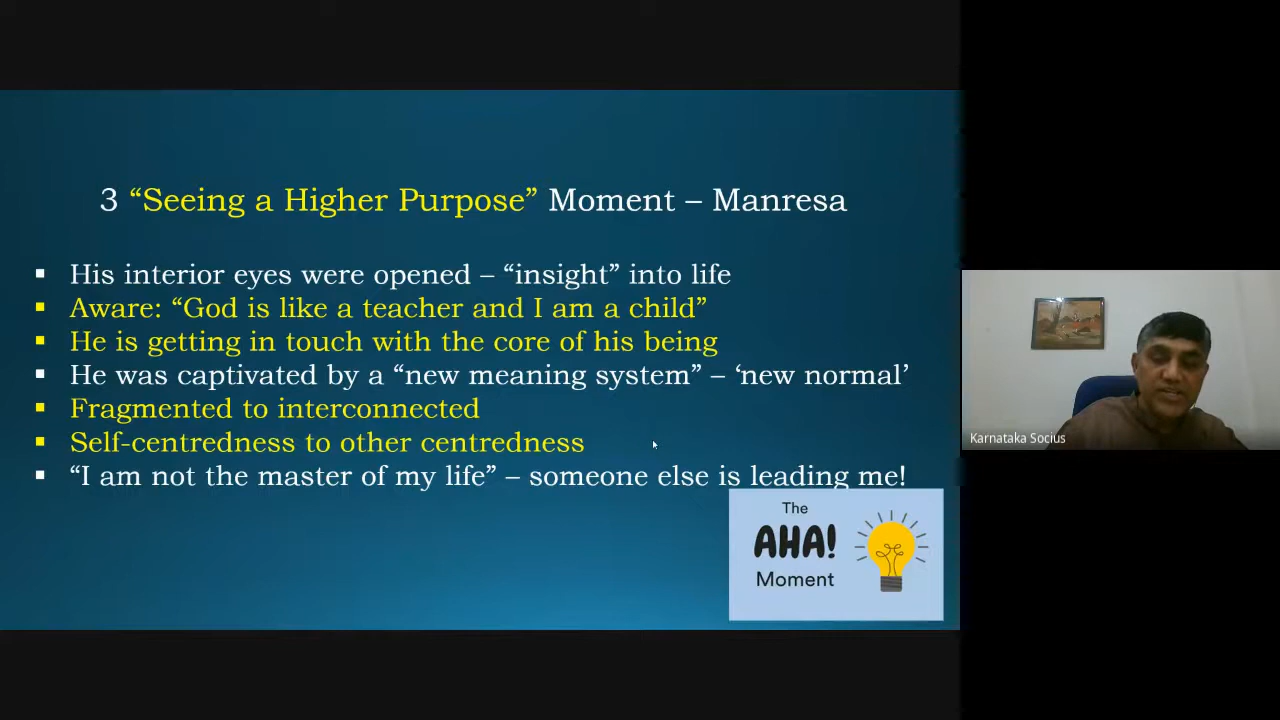 3 “Seeing a Higher Purpose” Moment – Manresa
▪ His interior eyes were opened – “insight” into life
▪ Aware: “God is like a teacher and I am a child”
▪ He is getting in touch with the core of his being
▪ He was captivated by a “new meaning system” – ‘new normal’
▪ Fragmented to interconnected
▪ Self-centredness to other centredness
▪ “I am not the master of my life” – someone else is leading me!
The
AHA!
Moment
Karnataka Socius